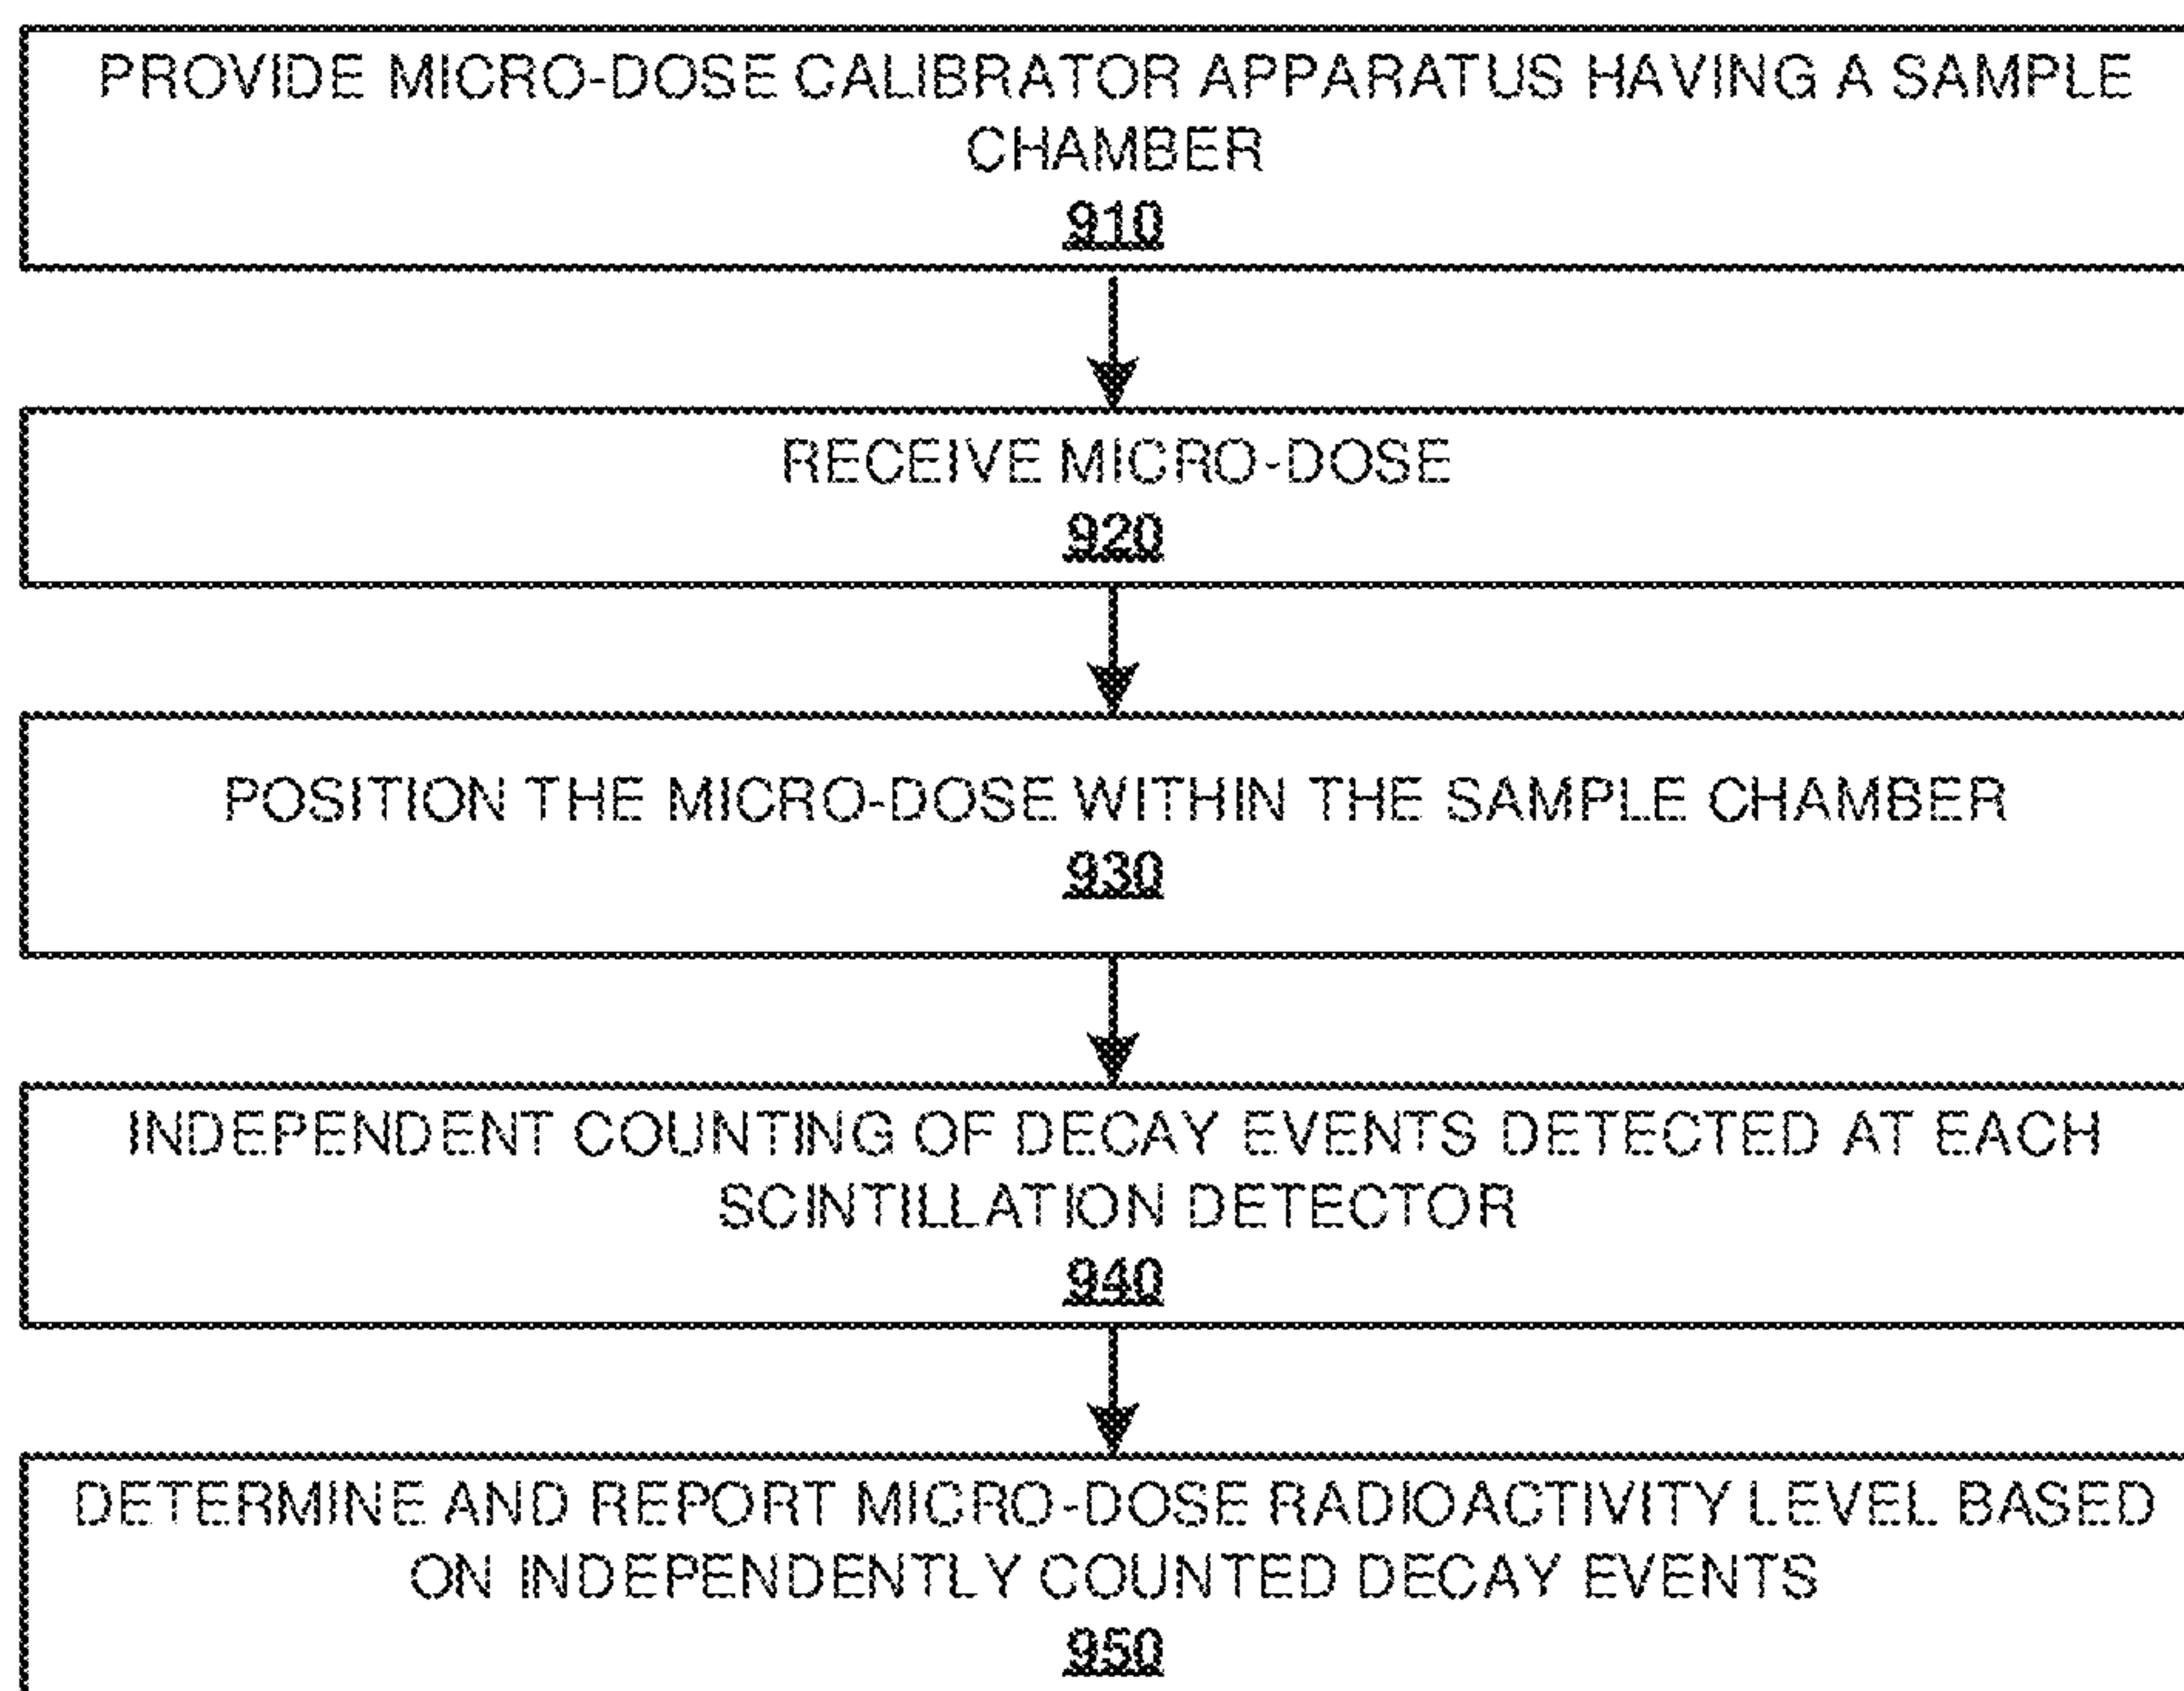 PROVIDE MICRO-DOSE CALIBRATOR APPARATUS HAVING A SAMPLE
CHAMBER
910
RECEIVE MICRO-DOSE
920
POSITION THE MICRO-DOSE WITHIN THE SAMPLE CHAMBER
930
INDEPENDENT COUNTING OF DECAY EVENTS DETECTED AT EACH
SCINTILLATION DETECTOR
940
DETERMINE AND REPORT MICRO-DOSE RADIOACTIVITY LEVEL BASED
ON INDEPENDENTLY COUNTED DECAY EVENTS
950